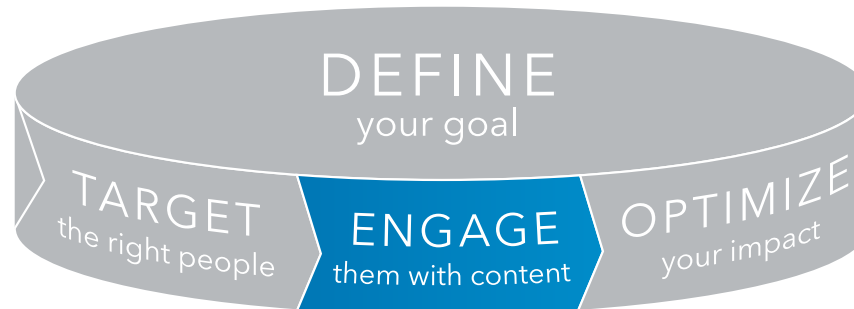 DEFINE
your goal
TARGET
the right people
ENGAGE
them with content
OPTIMIZE
your impact